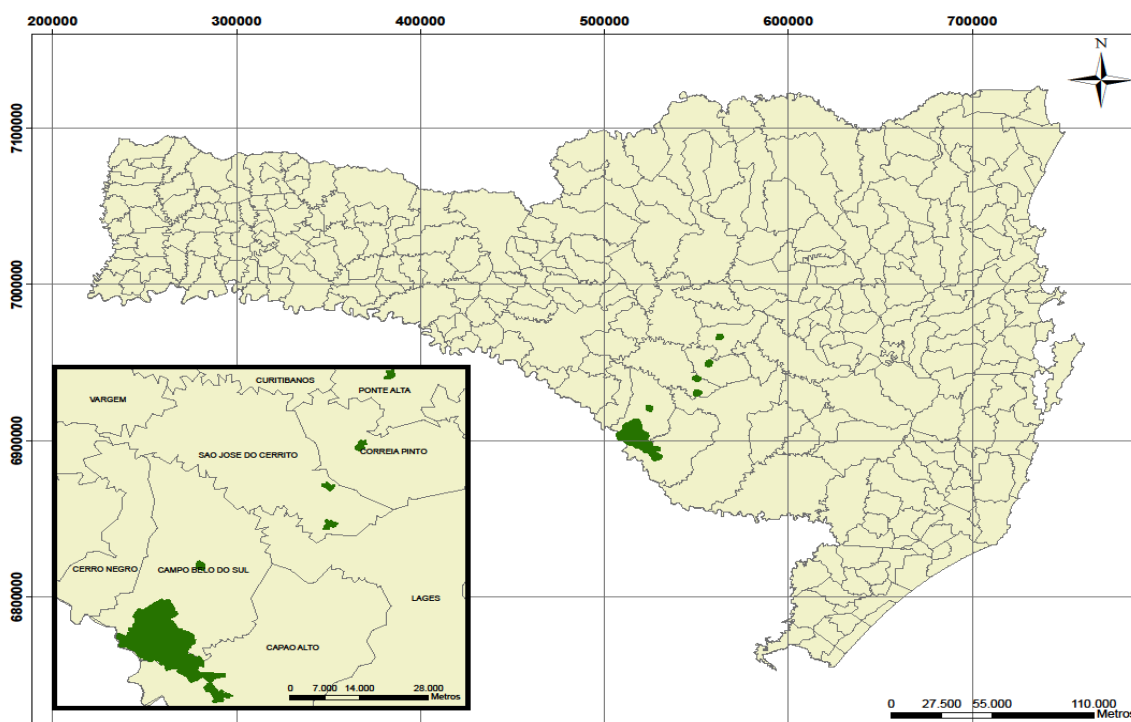 200000 300000 400000 500000 600000 700000
N
7100000
7000000
6900000
6800000
CURITIBANOS
PONTE ALTA
VARGEM
SAO JOSE DO CERRITO
CORREIA PINTO
CERRO NEGRO
CAMPO BELO DO SUL
LAGES
CAPAO ALTO
0 7.000 14.000 28.000
Metros
0 27.500 55.000 110.000
Metros